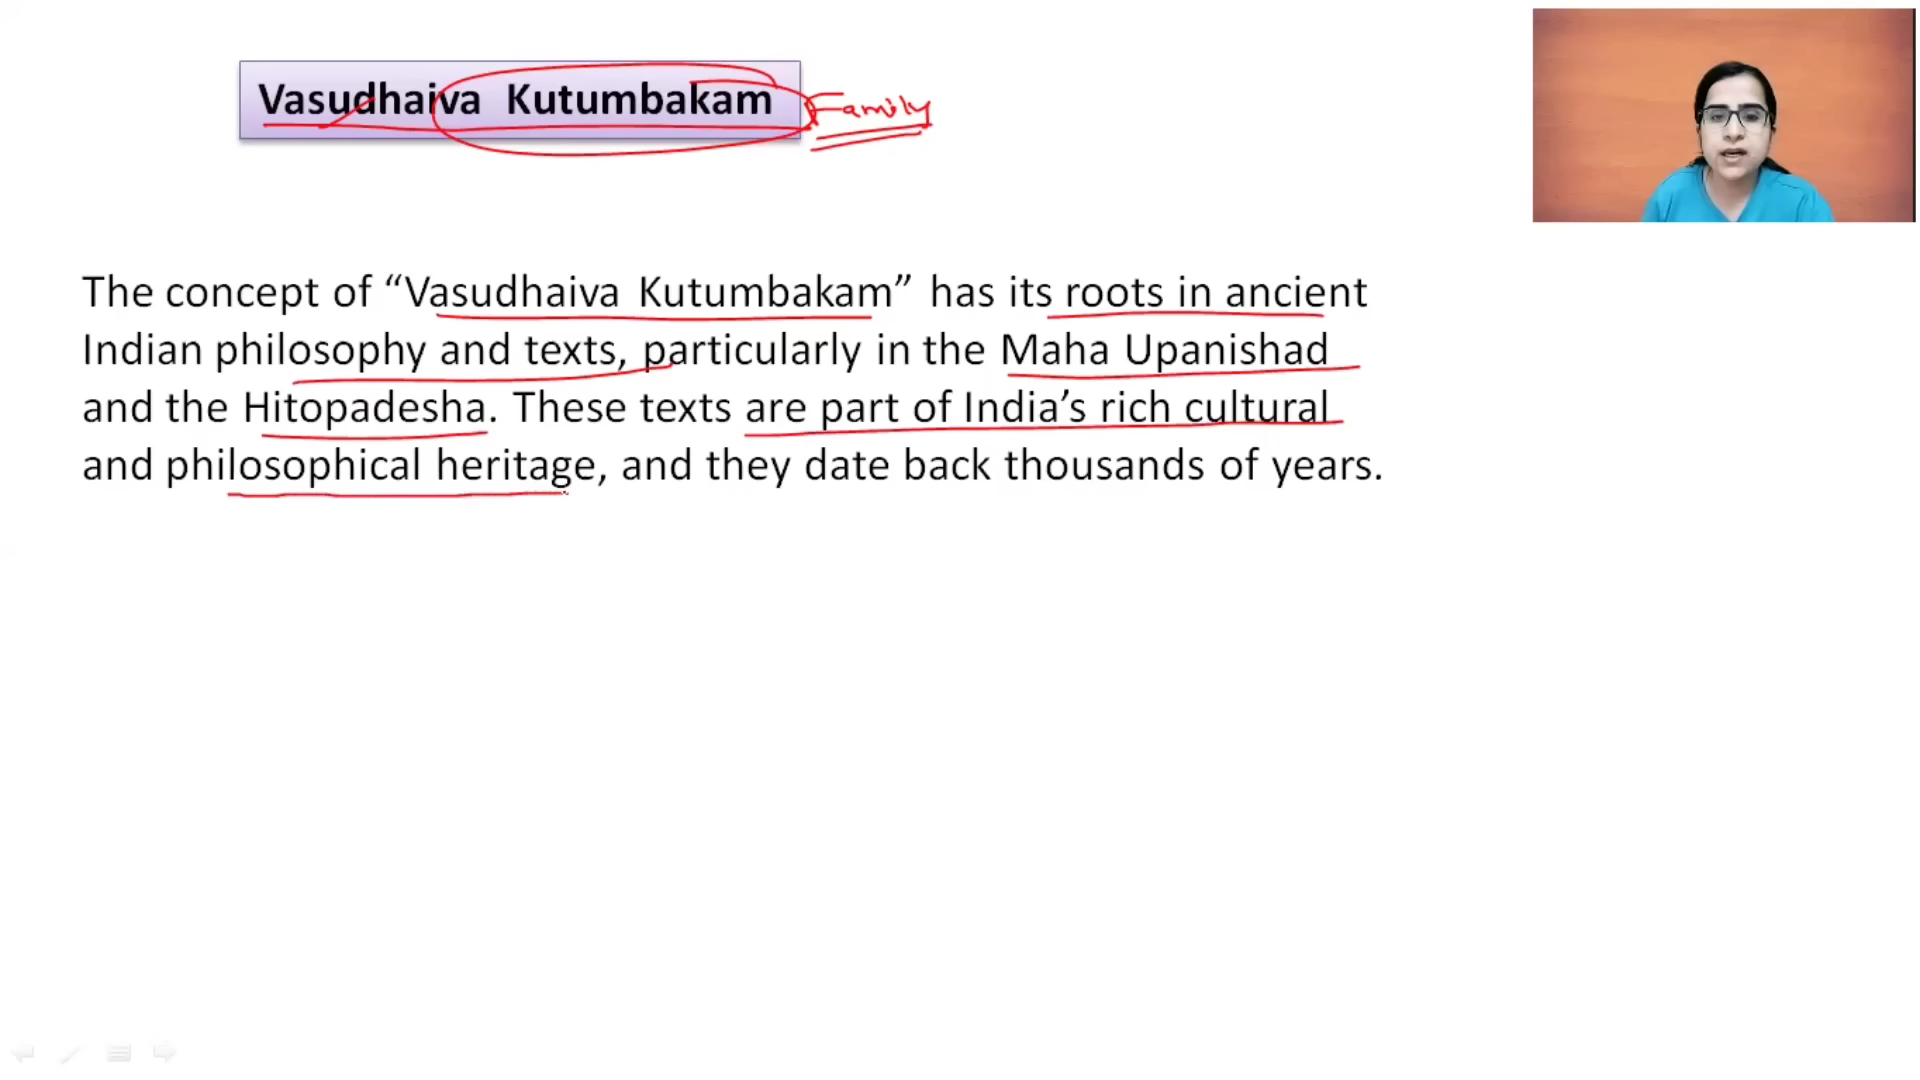 Vasudhaiva Kutumbakam Family
The concept of “Vasudhaiva Kutumbakam” has its roots in ancient
Indian philosophy and texts, particularly in the Maha Upanishad
and the Hitopadesha. These texts are part of India’s rich cultural
and philosophical heritage, and they date back thousands of years.